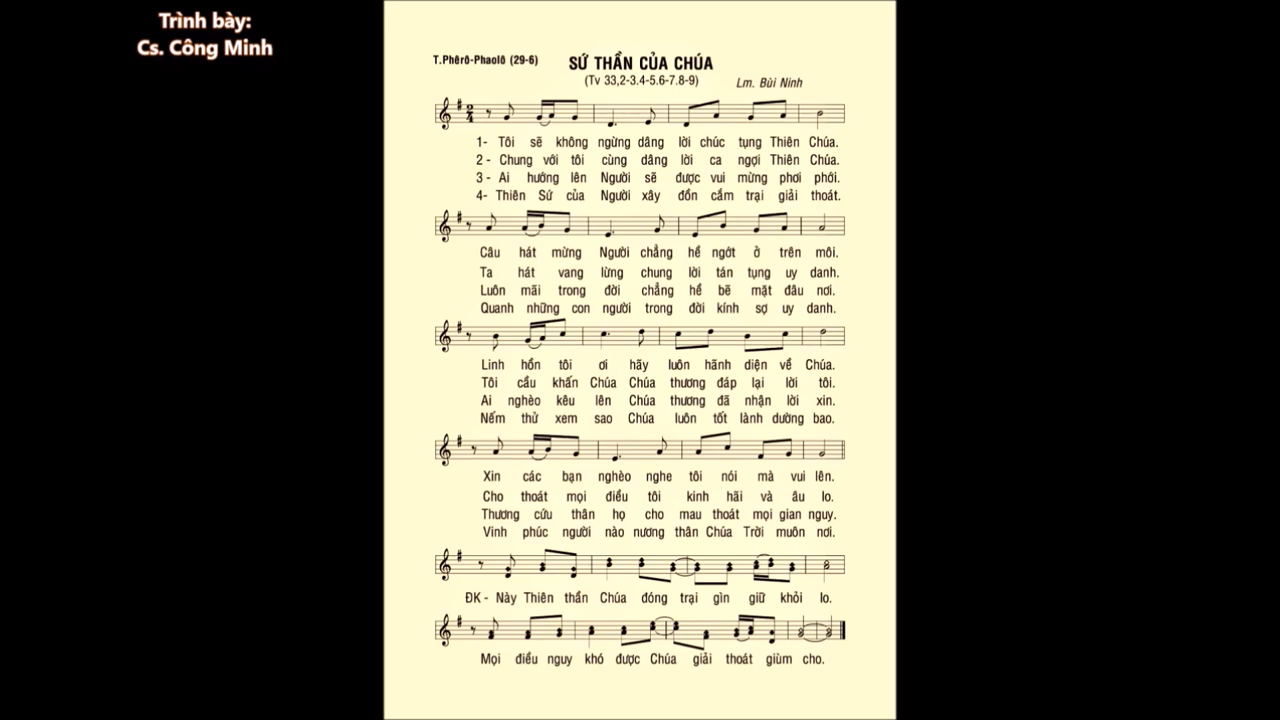 Trình bày:
Cs. Công Minh
T.Phêrô-Phaolô (29-6)
SỨ THẦN CỦA CHÚA
(Tv 33,2-3.4-5.6-7.8-9)
Lm. Bùi Ninh
1- Tôi sẽ không ngừng dâng lời chúc tụng Thiên Chúa.
2 - Chung với tôi cùng dâng lời ca ngợi Thiên Chúa.
3 - Ai hướng lên Người sẽ được vui mừng phơi phới.
4- Thiên Sứ của Người xây đồn cắm trại giải thoát.
Câu hát mừng Người chẳng hề ngớt ở trên môi.
Ta hát vang lừng chung lời tán tụng uy danh.
Luôn mãi trong đời chẳng hề bẽ mặt đâu nơi.
Quanh những con người trong đời kính sợ uy danh.
Linh hồn tôi ơi hãy luôn hãnh diện về Chúa.
Tôi cầu khấn Chúa Chúa thương đáp lại lời tôi.
Ai nghèo kêu lên Chúa thương đã nhận lời xin.
Nếm thử xem sao Chúa luôn tốt lành dường bao.
Xin các bạn nghèo nghe tôi nói mà vui lên.
Cho thoát mọi điều tôi kinh hãi và âu lo.
Thương cứu thân họ cho mau thoát mọi gian nguy.
Vinh phúc người nào nương thân Chúa Trời muôn nơi.
ĐK - Này Thiên thần Chúa đóng trại gìn giữ khỏi lo.
Mọi điều nguy khó được Chúa giải thoát giùm cho.